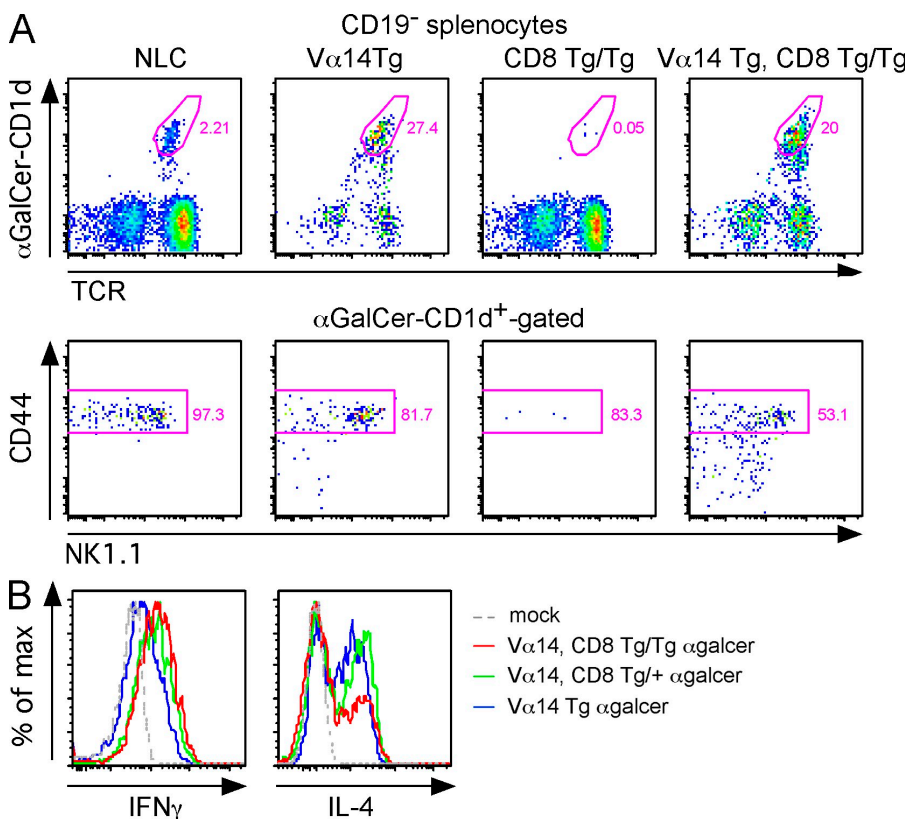 A
CD19⁻ splenocytes
NLC
Vα14Tg
CD8 Tg/Tg
Vα14 Tg, CD8 Tg/Tg
αGalCer-CD1d
2.21
27.4
0.05
20
TCR
αGalCer-CD1d⁺-gated
CD44
97.3
81.7
83.3
53.1
NK1.1
B
% of max
IFNγ
IL-4
mock
Vα14, CD8 Tg/Tg αgalcer
Vα14, CD8 Tg/+ αgalcer
Vα14 Tg αgalcer